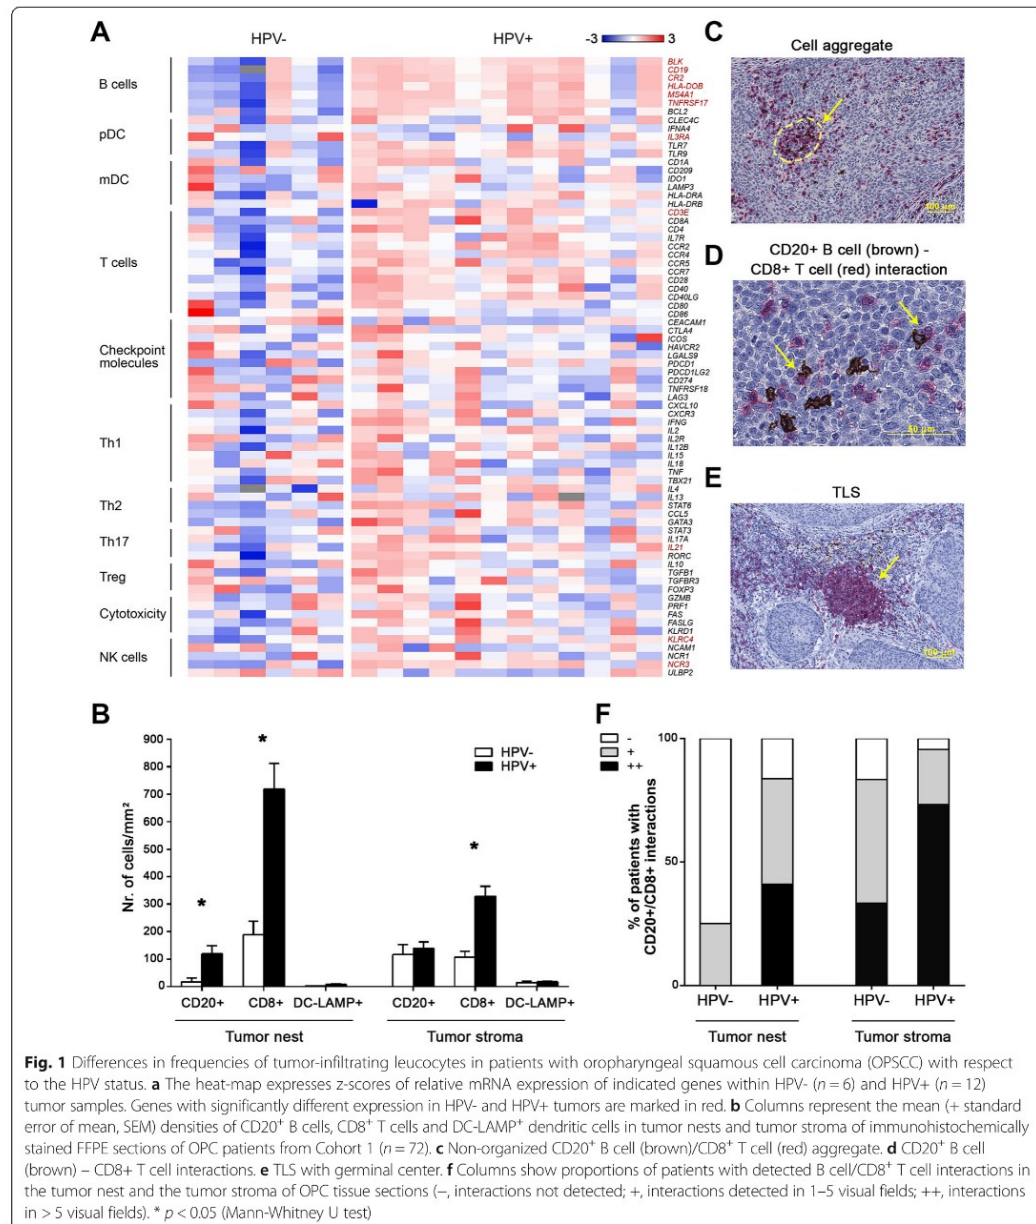 A
HPV-
HPV+
-3
3
B cells
pDC
mDC
T cells
Checkpoint
molecules
Th1
Th2
Th17
Treg
Cytotoxicity
NK cells
BLK
CD19
CR2
HLA-DOB
MS4A1
TNFRSF17
BCL2
CLEC4C
IFNA4
IL3RA
TLR7
TLR9
CD1A
CD209
IDO1
LAMP3
HLA-DRA
HLA-DRB
CD3E
CD8A
CD4
IL7R
CCR2
CCR4
CCR5
CCR7
CD28
CD40
CD40LG
CD80
CD86
CEACAM1
CTLA4
ICOS
HAVCR2
LGALS9
PDCD1
PDCD1LG2
CD274
TNFRSF18
LAG3
CXCL10
CXCR3
IFNG
IL2
IL2R
IL12B
IL15
IL18
TNF
TBX21
IL4
IL13
STAT6
CCL5
GATA3
STAT3
IL17A
IL21
RORC
IL10
TGFB1
TGFBR3
FOXP3
GZMB
PRF1
FAS
FASLG
KLRD1
KLRC4
NCAM1
NCR1
NCR3
ULBP2
C
Cell aggregate
100 µm
D
CD20+ B cell (brown) -
CD8+ T cell (red) interaction
50 µm
E
TLS
100 µm
B
Nr. of cells/mm²
900
800
700
600
500
400
300
200
100
0
*
*
*
HPV-
HPV+
CD20+ CD8+ DC-LAMP+ CD20+ CD8+ DC-LAMP+
Tumor nest Tumor stroma
F
-
+
++
% of patients with
CD20+/CD8+ interactions
100
50
0
HPV- HPV+ HPV- HPV+
Tumor nest Tumor stroma
Fig. 1 Differences in frequencies of tumor-infiltrating leucocytes in patients with oropharyngeal squamous cell carcinoma (OPSCC) with respect
to the HPV status. a The heat-map expresses z-scores of relative mRNA expression of indicated genes within HPV- (n = 6) and HPV+ (n = 12)
tumor samples. Genes with significantly different expression in HPV- and HPV+ tumors are marked in red. b Columns represent the mean (+ standard
error of mean, SEM) densities of CD20⁺ B cells, CD8⁺ T cells and DC-LAMP⁺ dendritic cells in tumor nests and tumor stroma of immunohistochemically
stained FFPE sections of OPC patients from Cohort 1 (n = 72). c Non-organized CD20⁺ B cell (brown)/CD8⁺ T cell (red) aggregate. d CD20⁺ B cell
(brown) – CD8+ T cell interactions. e TLS with germinal center. f Columns show proportions of patients with detected B cell/CD8⁺ T cell interactions in
the tumor nest and the tumor stroma of OPC tissue sections (−, interactions not detected; +, interactions detected in 1–5 visual fields; ++, interactions
in > 5 visual fields). * p < 0.05 (Mann-Whitney U test)